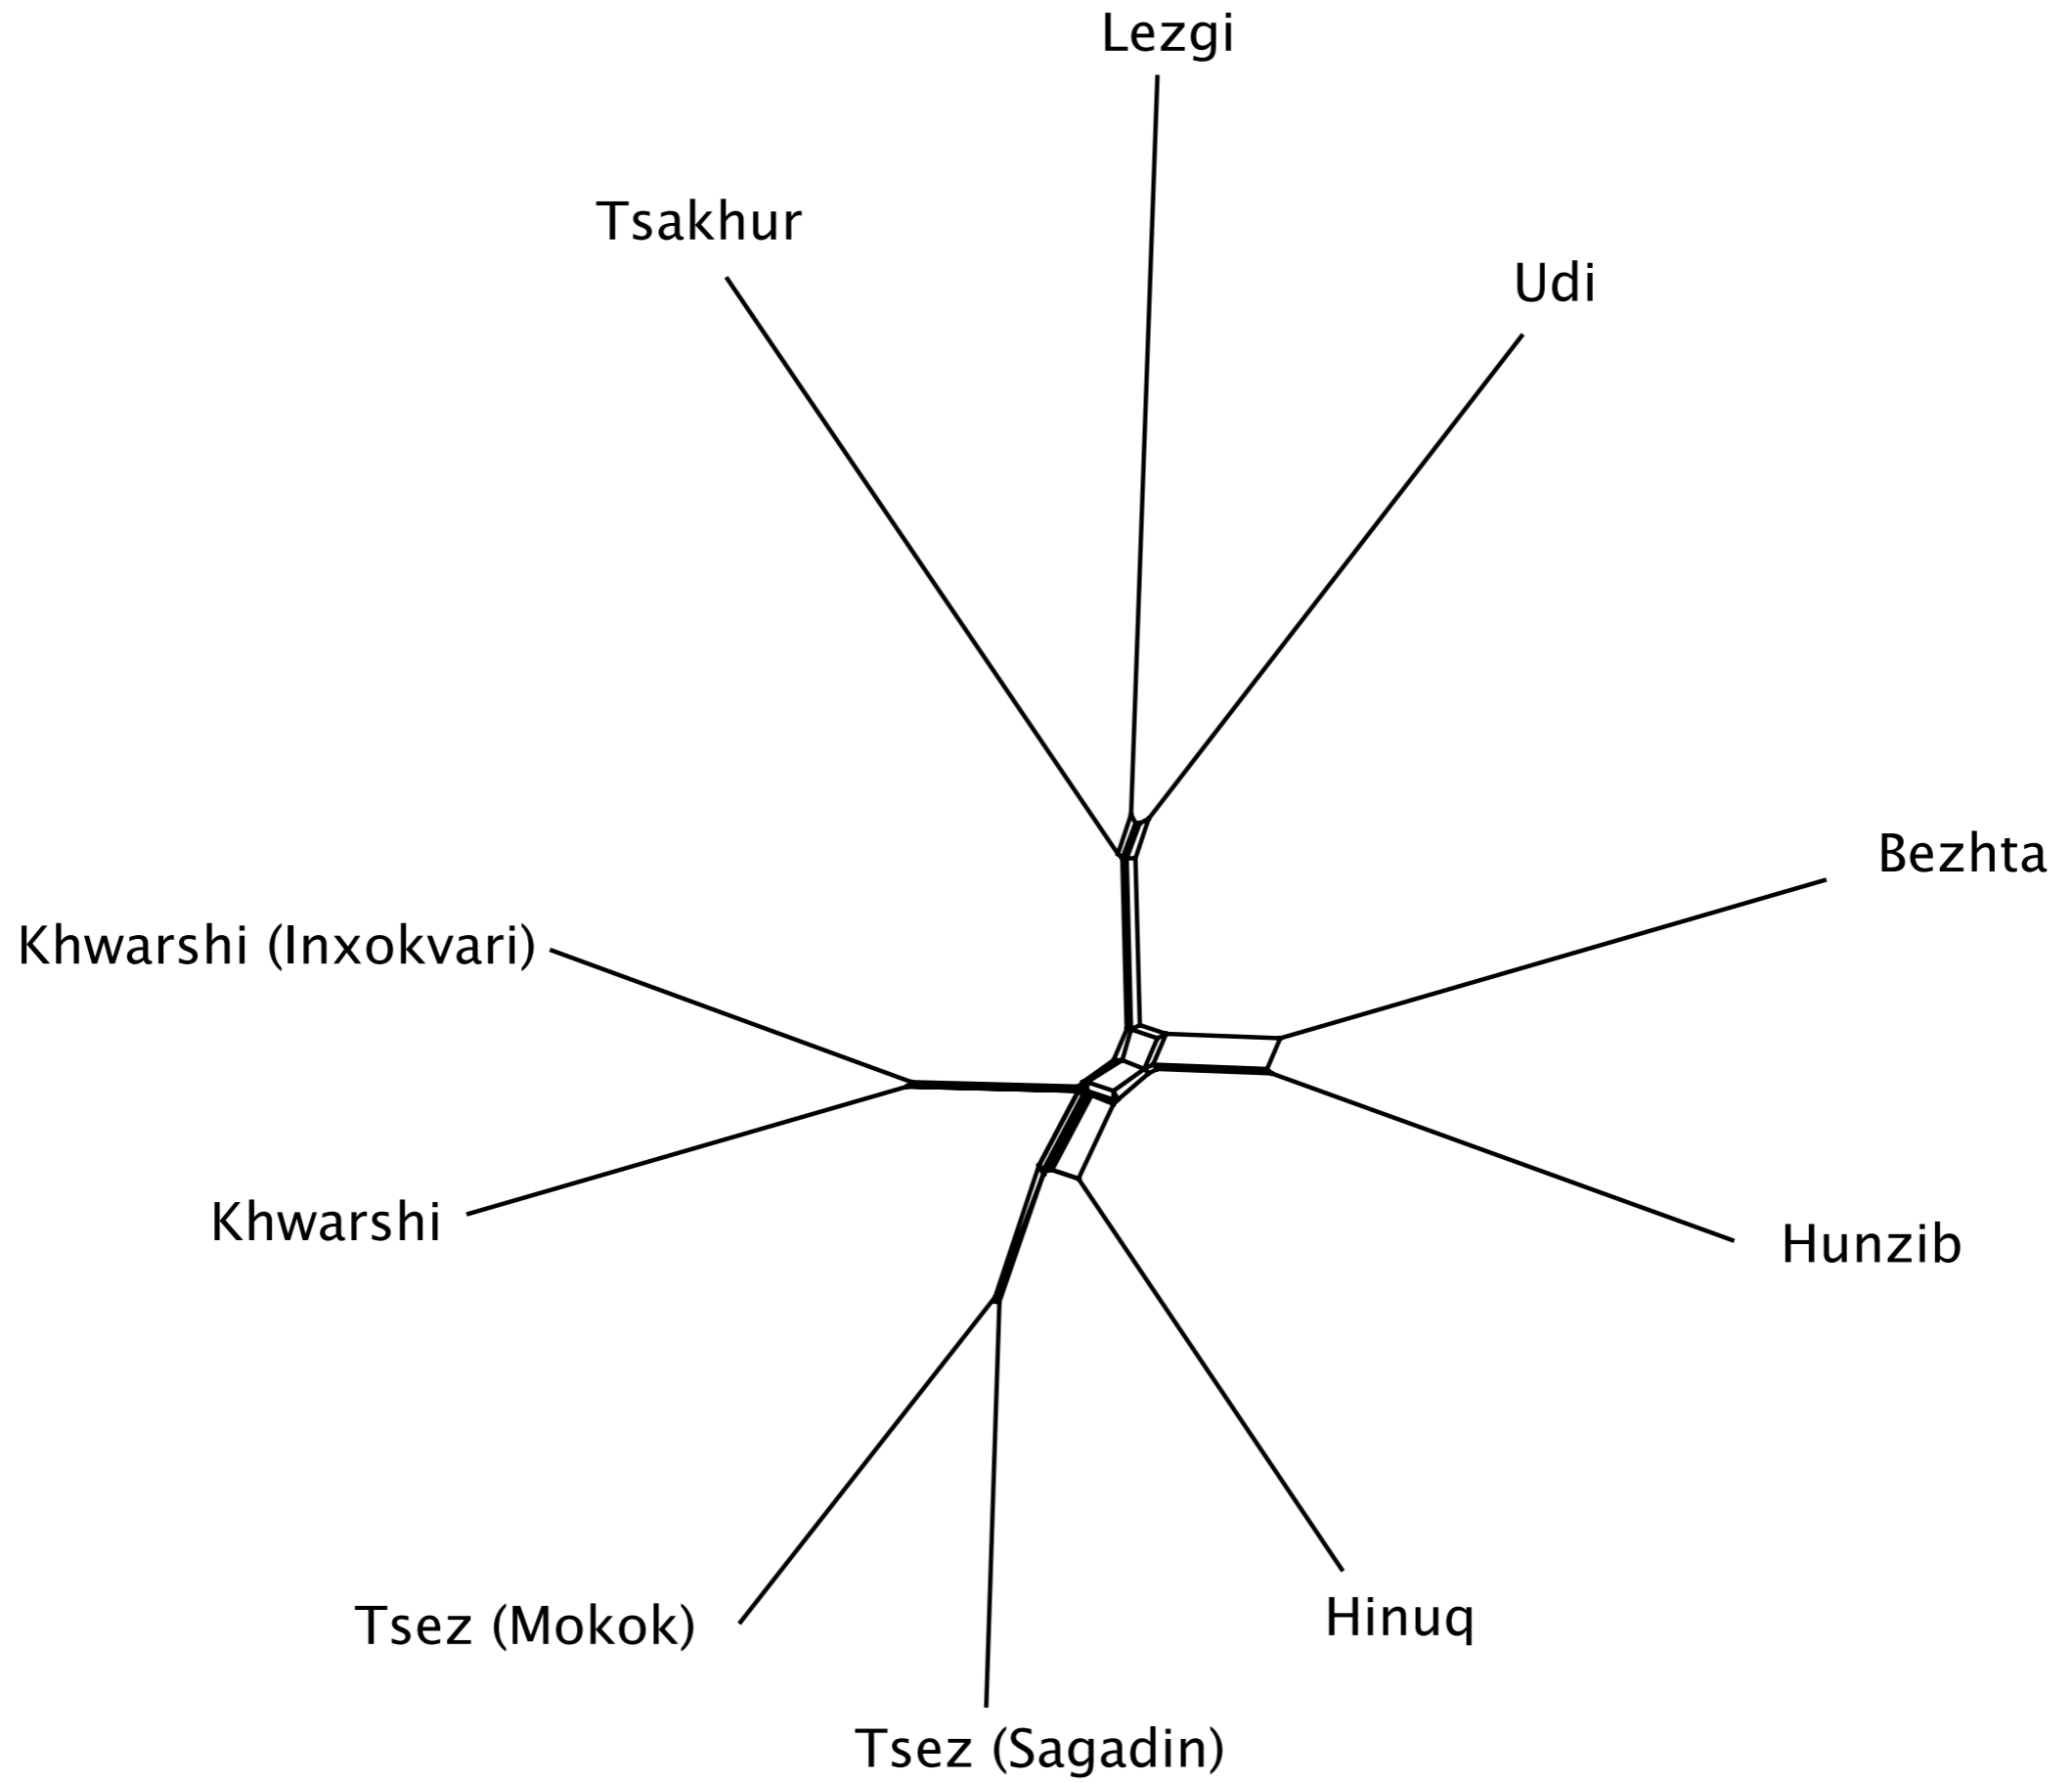 Lezgi
Tsakhur
Udi
Bezhta
Khwarshi (Inxokvari)
Khwarshi
Hunzib
Tsez (Mokok)
Hinuq
Tsez (Sagadin)